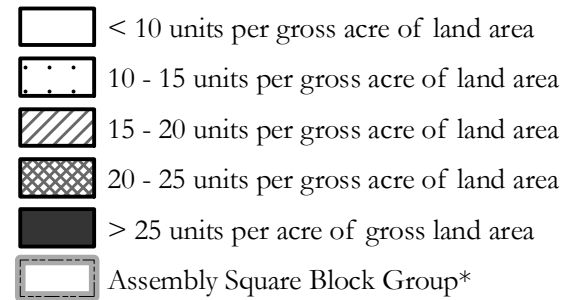 < 10 units per gross acre of land area
10 - 15 units per gross acre of land area
15 - 20 units per gross acre of land area
20 - 25 units per gross acre of land area
> 25 units per acre of gross land area
Assembly Square Block Group*